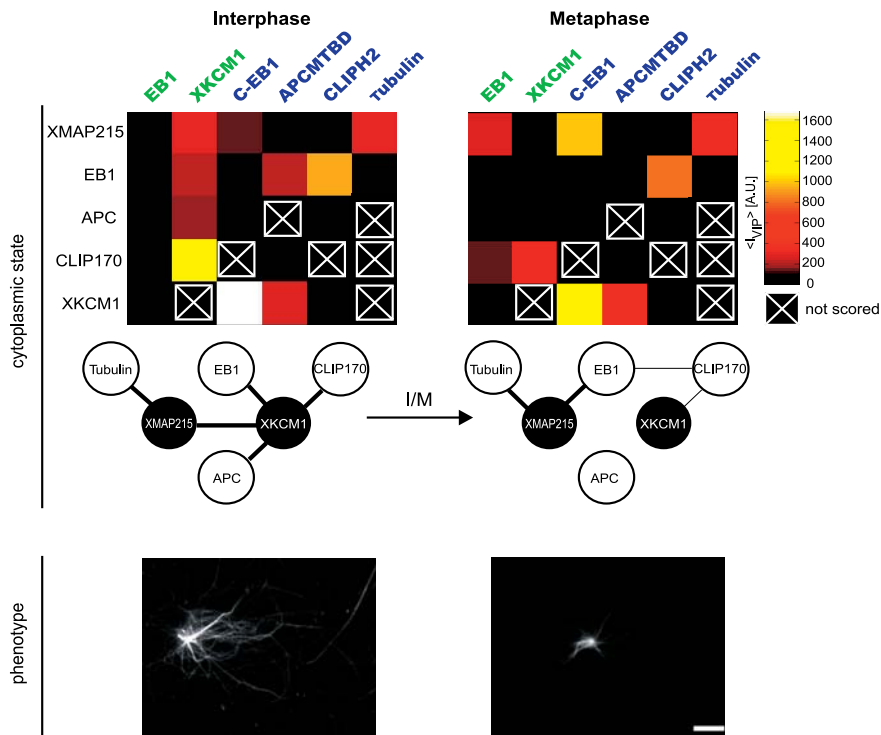 Interphase
Metaphase
EB1 XKCM1 C-EB1 APCMTBD CLIPH2 Tubulin
EB1 XKCM1 C-EB1 APCMTBD CLIPH2 Tubulin
XMAP215
EB1
APC
CLIP170
XKCM1
cytoplasmic state
1600
1400
1200
1000
800
600
400
200
0
<I_VIP> [A.U.]
not scored
Tubulin
EB1
CLIP170
XMAP215
XKCM1
APC
I/M
Tubulin
EB1
CLIP170
XMAP215
XKCM1
APC
phenotype